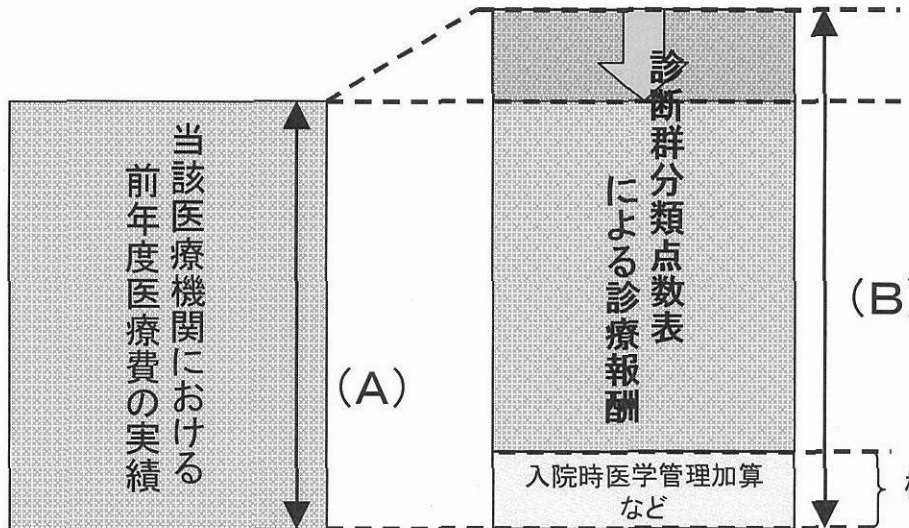 当該医療機関における
前年度医療費の実績
(A)
診断群分類点数表
による診療報酬
入院時医学管理加算
など
(B)